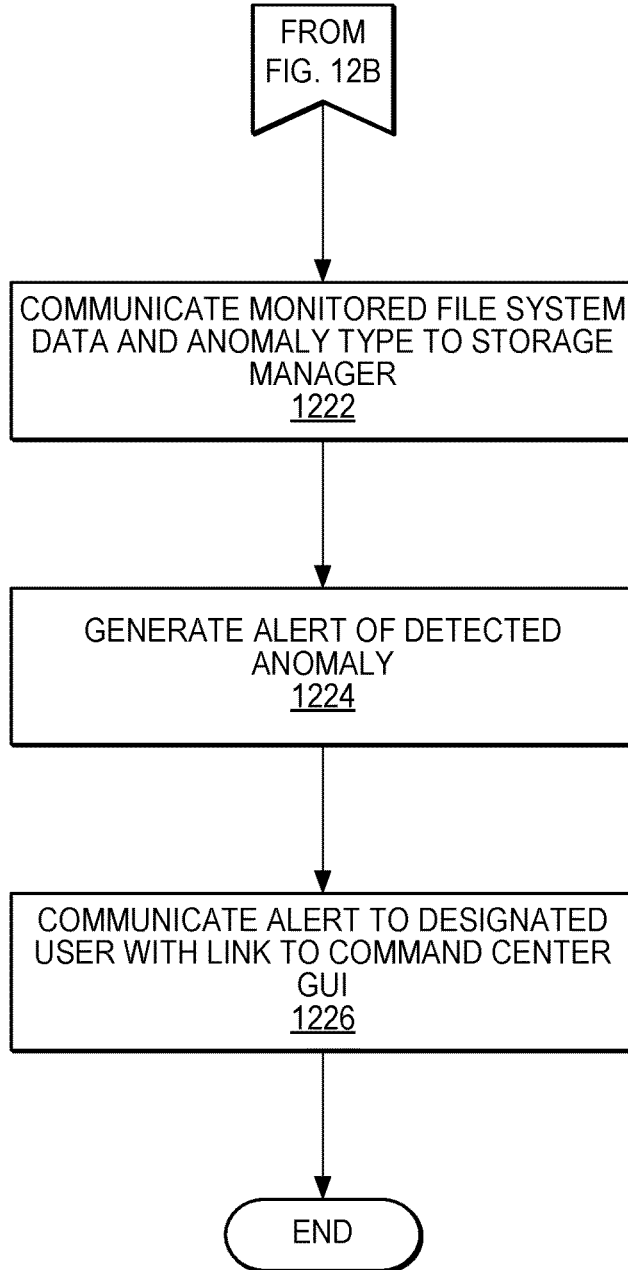 FROM
FIG. 12B
COMMUNICATE MONITORED FILE SYSTEM
DATA AND ANOMALY TYPE TO STORAGE
MANAGER
1222
GENERATE ALERT OF DETECTED
ANOMALY
1224
COMMUNICATE ALERT TO DESIGNATED
USER WITH LINK TO COMMAND CENTER
GUI
1226
END